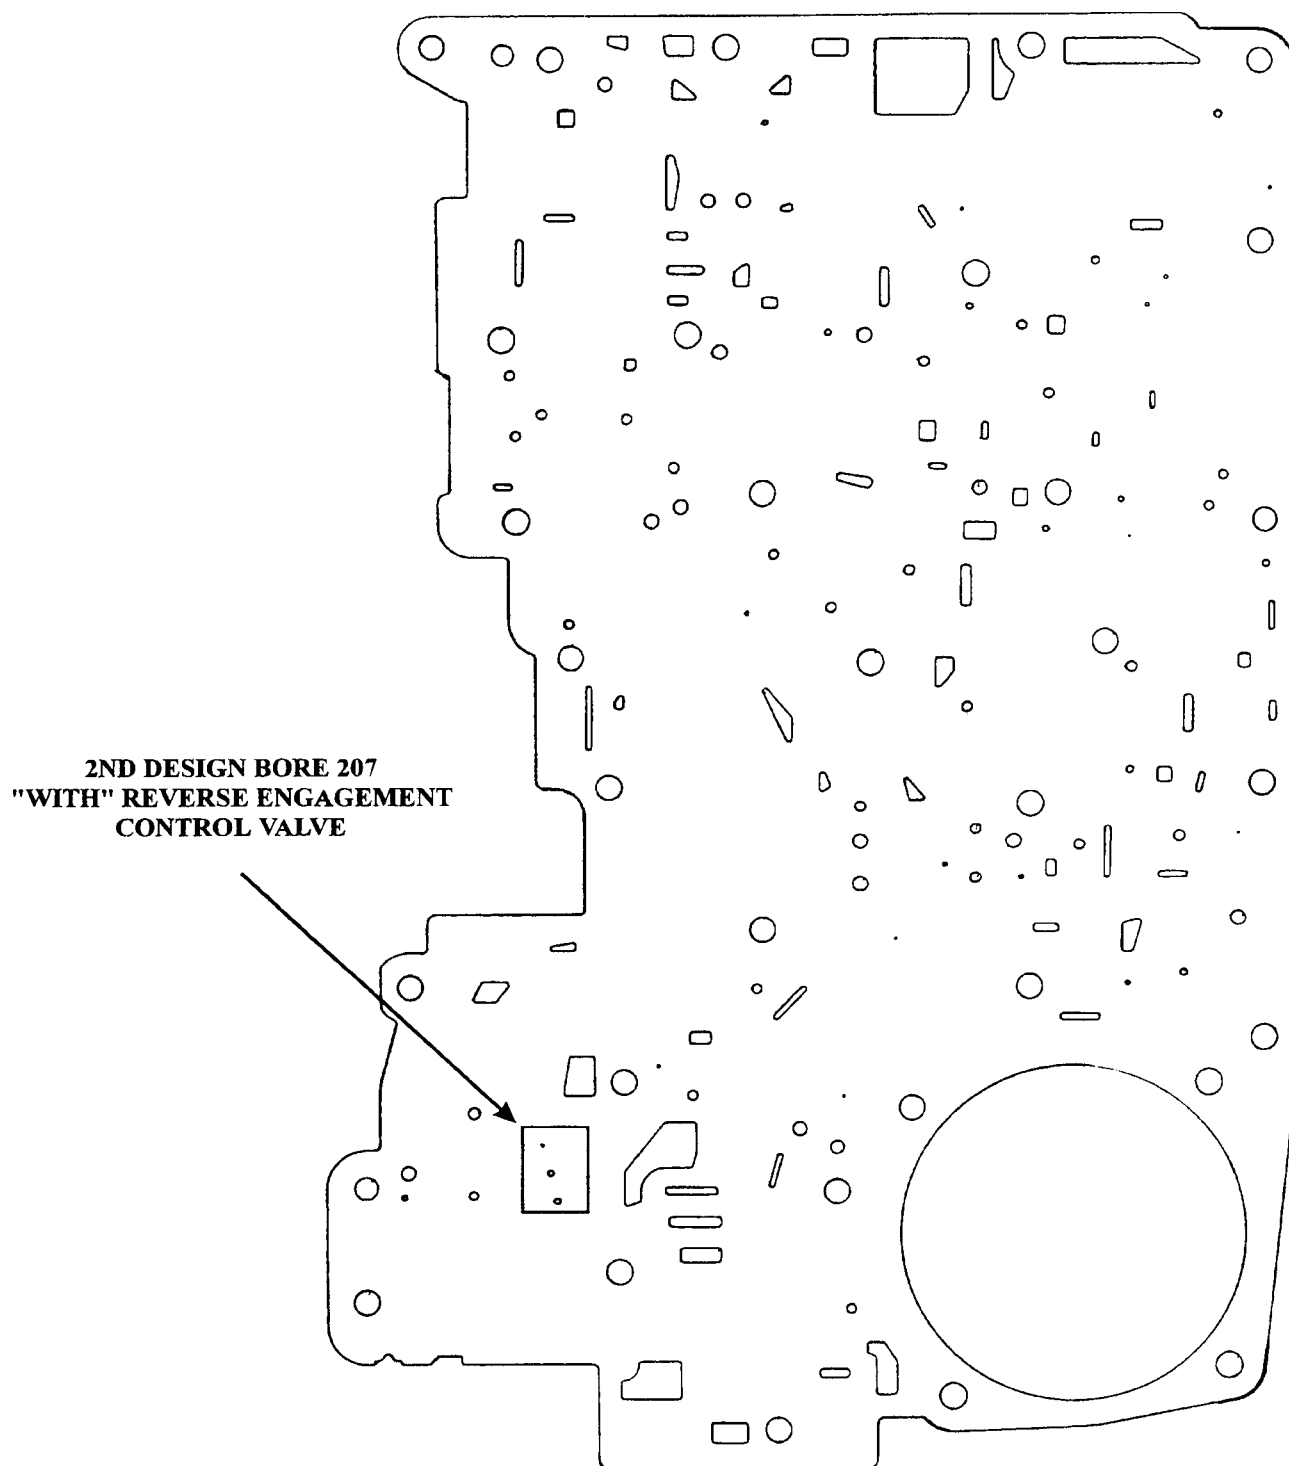 2ND DESIGN BORE 207
"WITH" REVERSE ENGAGEMENT
CONTROL VALVE